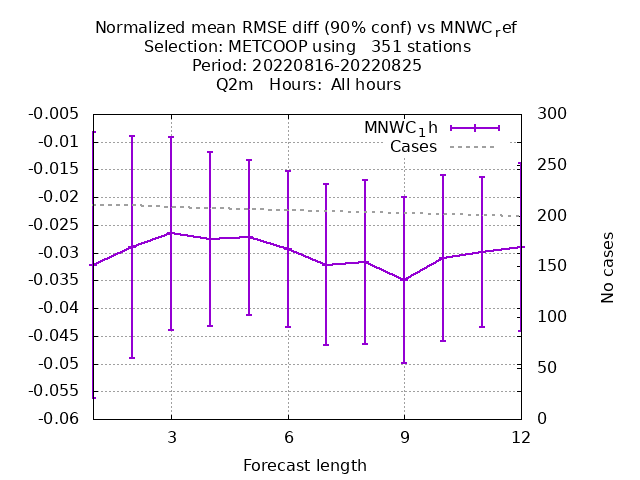 Normalized mean RMSE diff (90% conf) vs MNWC_ref
Selection: METCOOP using 351 stations
Period: 20220816-20220825
Q2m Hours: All hours
MNWC_1h
Cases
-0.005
-0.01
-0.015
-0.02
-0.025
-0.03
-0.035
-0.04
-0.045
-0.05
-0.055
-0.06
300
250
200
150
100
50
0
No cases
3 6 9 12
Forecast length